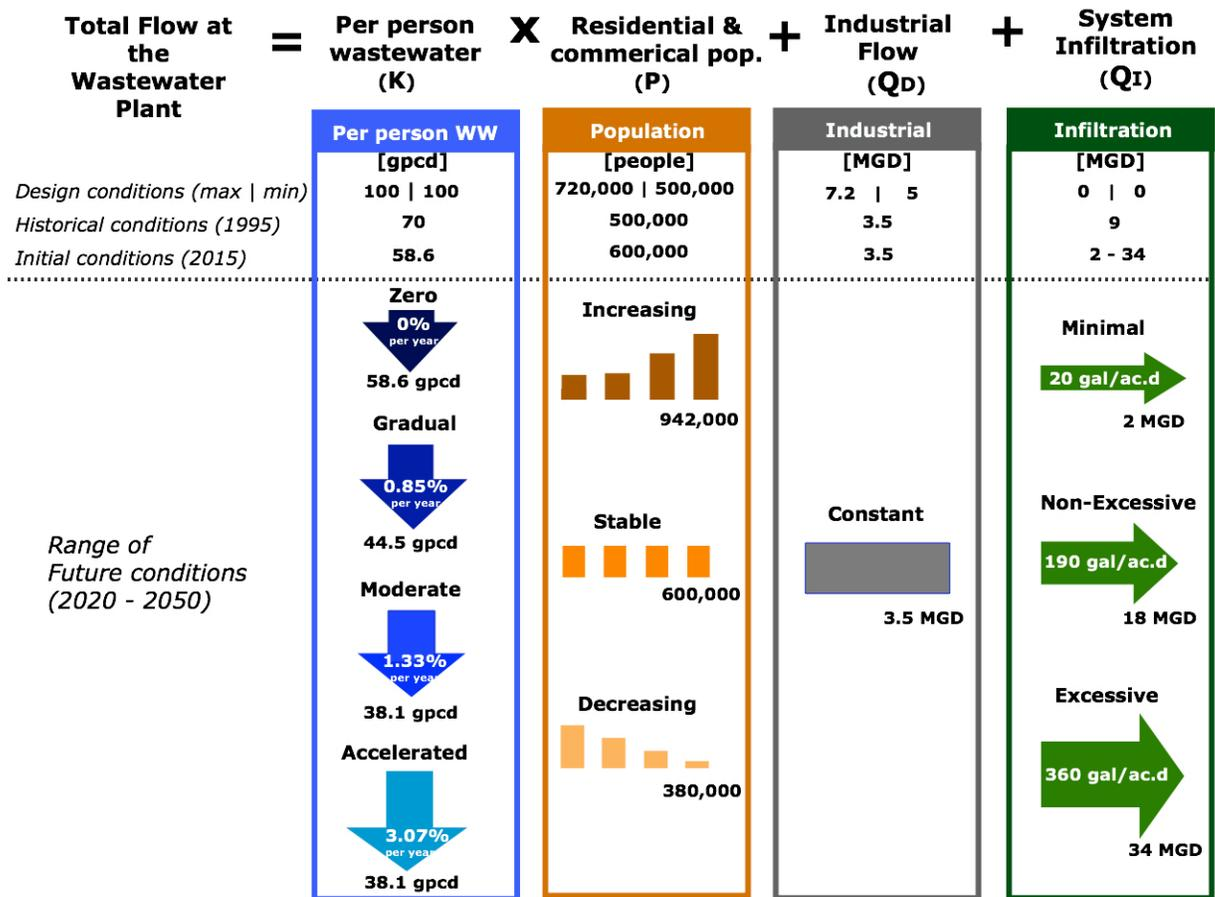 Total Flow at
the
Wastewater
Plant
=
Per person
wastewater
(K)
X
Residential &
commerical pop.
(P)
+
Industrial
Flow
(QD)
+
System
Infiltration
(QI)
Per person WW
Population
Industrial
Infiltration
[gpcd]
[people]
[MGD]
[MGD]
Design conditions (max | min)
100 | 100
720,000 | 500,000
7.2 | 5
0 | 0
Historical conditions (1995)
70
500,000
3.5
9
Initial conditions (2015)
58.6
600,000
3.5
2 - 34
Range of
Future conditions
(2020 - 2050)
Zero
0%
per year
58.6 gpcd
Gradual
0.85%
per year
44.5 gpcd
Moderate
1.33%
per year
38.1 gpcd
Accelerated
3.07%
per year
38.1 gpcd
Increasing
942,000
Stable
600,000
Decreasing
380,000
Constant
3.5 MGD
Minimal
20 gal/ac.d
2 MGD
Non-Excessive
190 gal/ac.d
18 MGD
Excessive
360 gal/ac.d
34 MGD